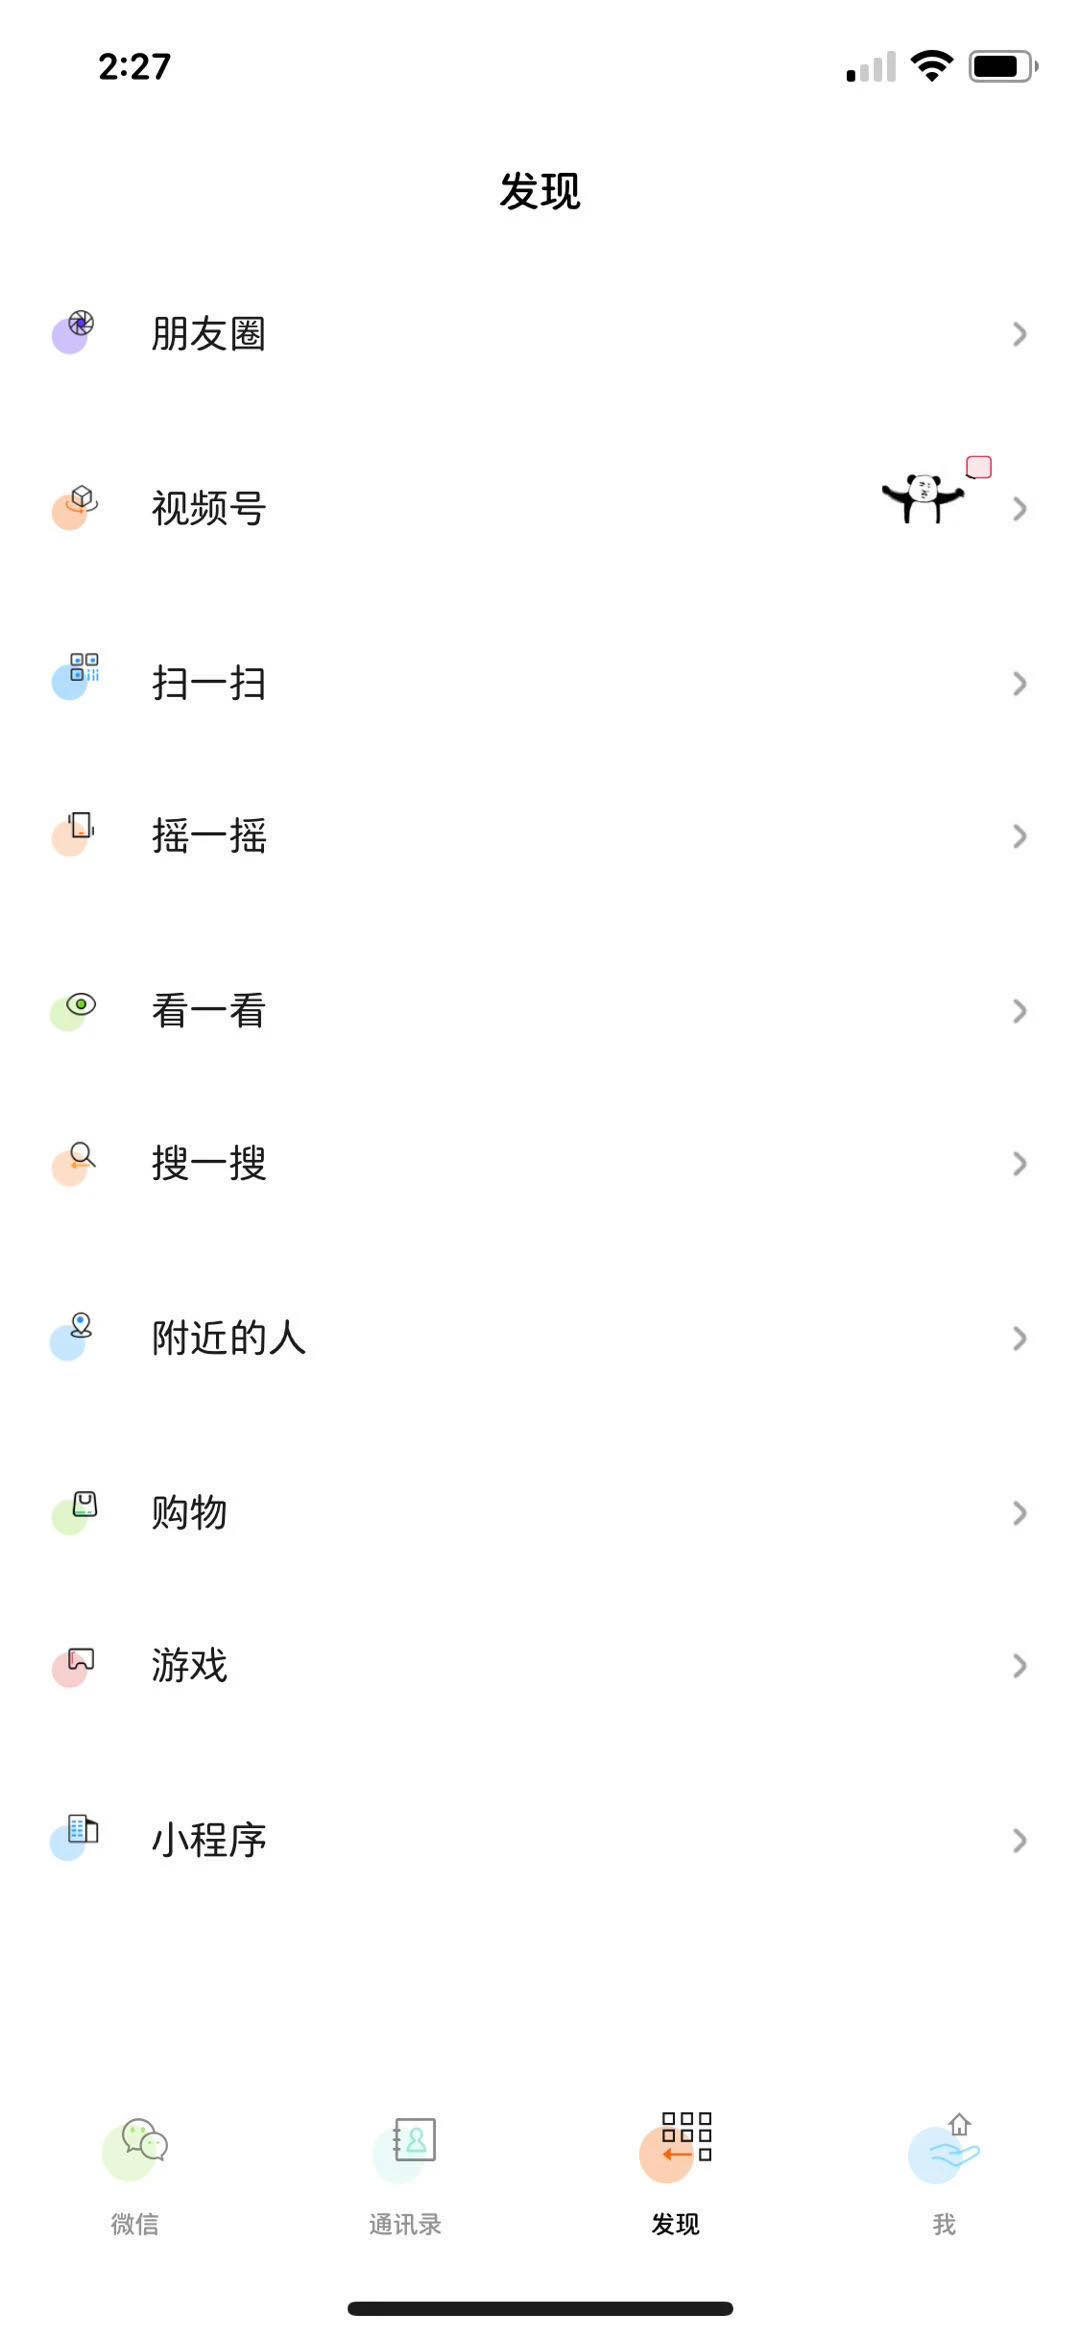 2:27
发现
朋友圈
视频号
扫一扫
摇一摇
看一看
搜一搜
附近的人
购物
游戏
小程序
微信
通讯录
发现
我